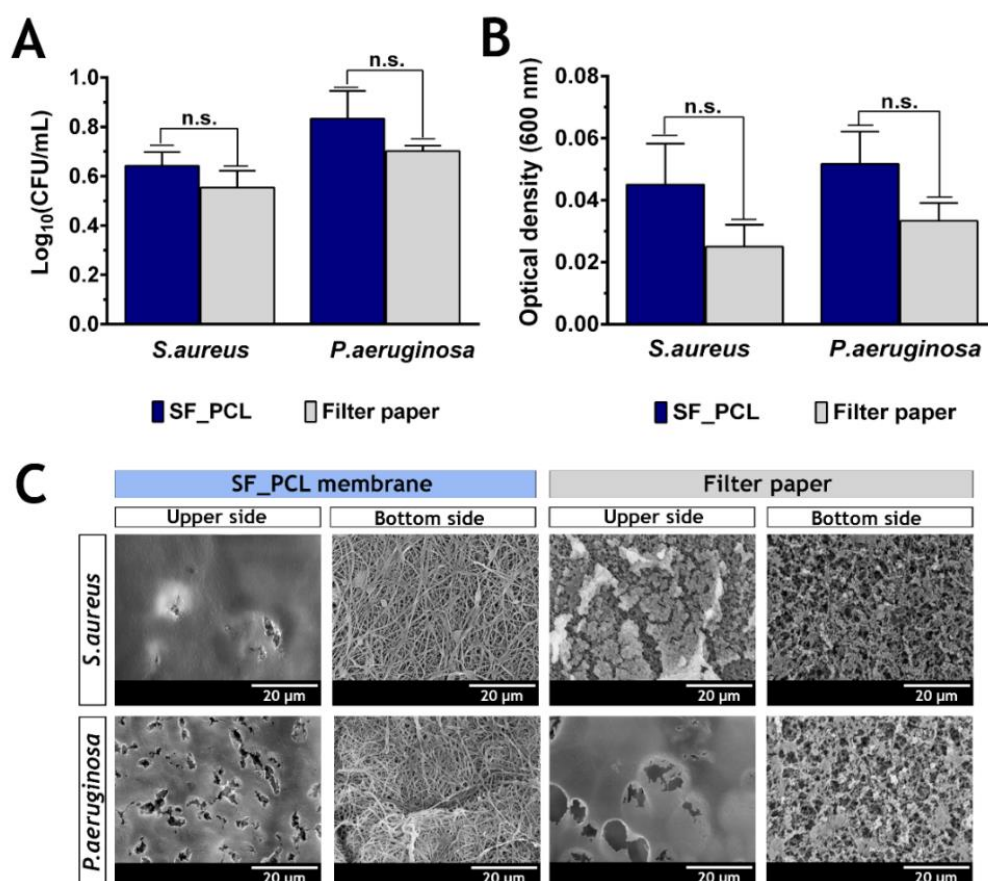 A
Log10(CFU/mL)
1.0
0.8
0.6
0.4
0.2
0.0
n.s.
n.s.
S.aureus
P.aeruginosa
SF_PCL
Filter paper
B
Optical density (600 nm)
0.08
0.06
0.04
0.02
0.00
n.s.
n.s.
S.aureus
P.aeruginosa
SF_PCL
Filter paper
C
SF_PCL membrane
Filter paper
Upper side
Bottom side
Upper side
Bottom side
S.aureus
20 µm
20 µm
20 µm
20 µm
P.aeruginosa
20 µm
20 µm
20 µm
20 µm